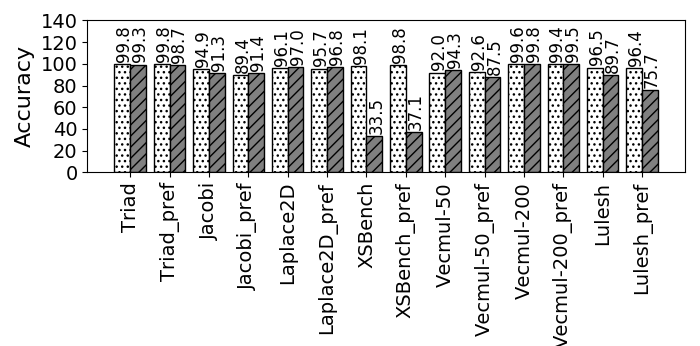 Accuracy
140
120
100
80
60
40
20
0
99.8
99.3
99.8
98.7
94.9
91.3
89.4
91.4
96.1
97.0
95.7
96.8
98.1
33.5
98.8
37.1
92.0
94.3
92.6
87.5
99.6
99.8
99.4
99.5
96.5
89.7
96.4
75.7
Triad
Triad_pref
Jacobi
Jacobi_pref
Laplace2D
Laplace2D_pref
XSBench
XSBench_pref
Vecmul-50
Vecmul-50_pref
Vecmul-200
Vecmul-200_pref
Lulesh
Lulesh_pref